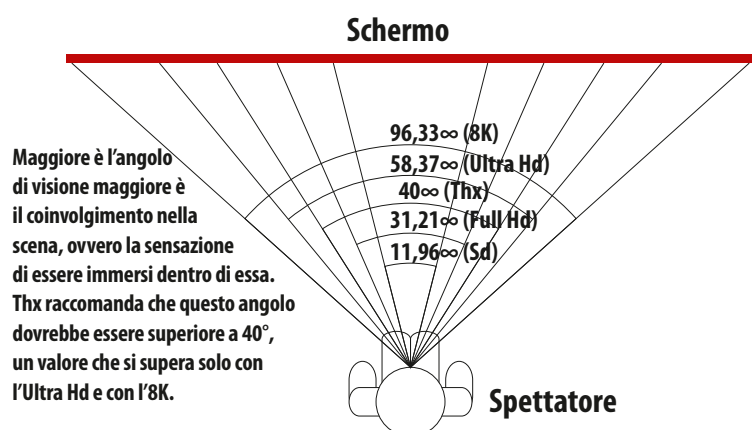 Schermo
96,33∞ (8K)
58,37∞ (Ultra Hd)
40∞ (Thx)
31,21∞ (Full Hd)
11,96∞ (Sd)
Maggiore è l'angolo
di visione maggiore è
il coinvolgimento nella
scena, ovvero la sensazione
di essere immersi dentro di essa.
Thx raccomanda che questo angolo
dovrebbe essere superiore a 40°,
un valore che si supera solo con
l'Ultra Hd e con l'8K.
Spettatore